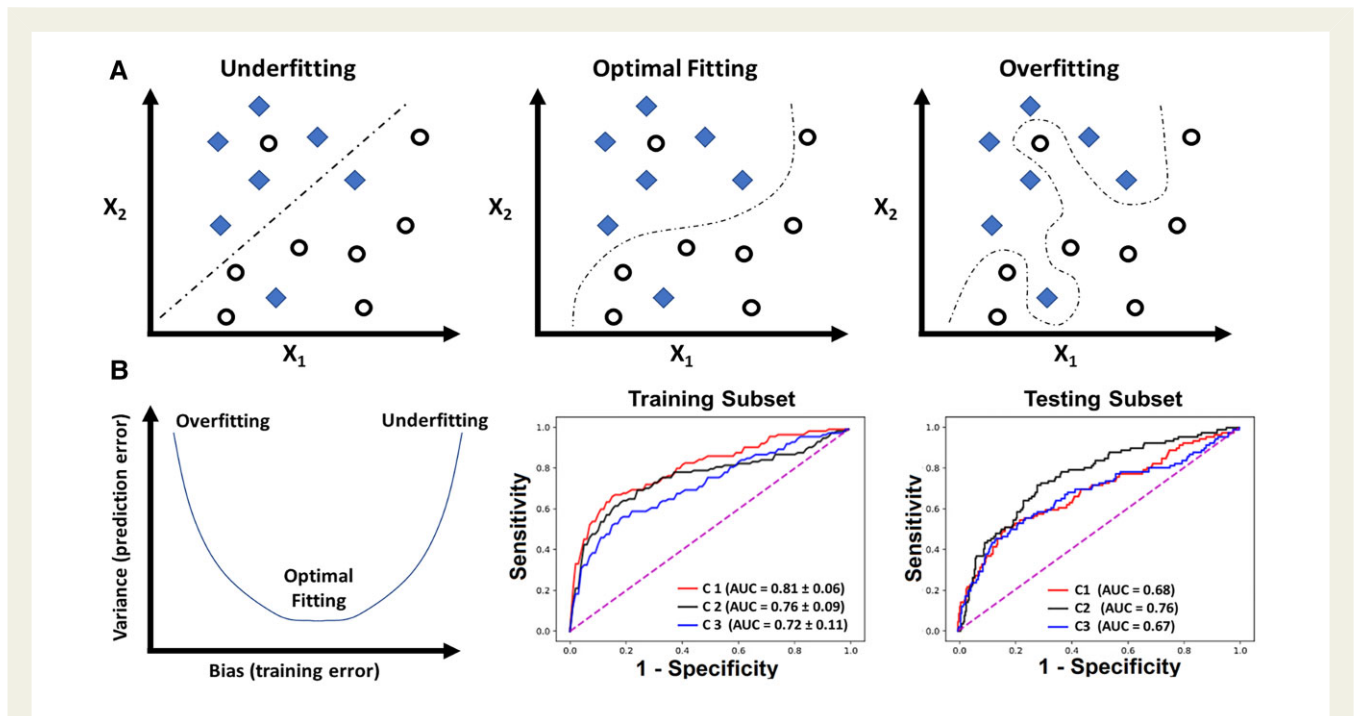 A
Underfitting
X2
X1
Optimal Fitting
X2
X1
Overfitting
X2
X1
B
Variance (prediction error)
Overfitting
Underfitting
Optimal
Fitting
Bias (training error)
Training Subset
Sensitivity
1.0
0.8
0.6
0.4
0.2
0.0
C 1 (AUC = 0.81 ± 0.06)
C 2 (AUC = 0.76 ± 0.09)
C 3 (AUC = 0.72 ± 0.11)
0.0 0.2 0.4 0.6 0.8 1.0
1 - Specificity
Testing Subset
Sensitivity
1.0
0.8
0.6
0.4
0.2
0.0
C1 (AUC = 0.68)
C2 (AUC = 0.76)
C3 (AUC = 0.67)
0.0 0.2 0.4 0.6 0.8 1.0
1 - Specificity